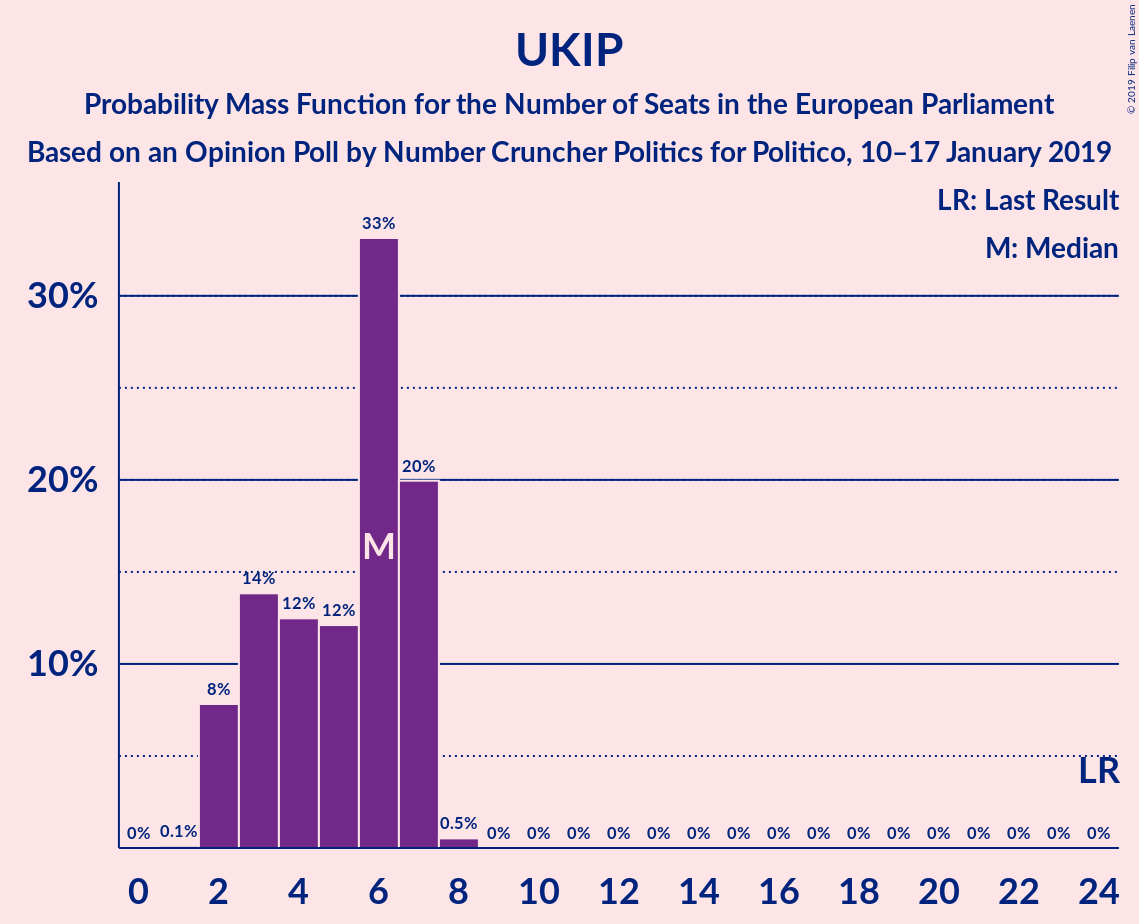 UKIP
Probability Mass Function for the Number of Seats in the European Parliament
Based on an Opinion Poll by Number Cruncher Politics for Politico, 10–17 January 2019
© 2019 Filip van Laenen
LR: Last Result
M: Median
33%
30%
20%
20%
M
14%
12%
12%
10%
8%
LR
0% 0.1% 0.5% 0% 0% 0% 0% 0% 0% 0% 0% 0% 0% 0% 0% 0% 0% 0% 0%
0 2 4 6 8 10 12 14 16 18 20 22 24